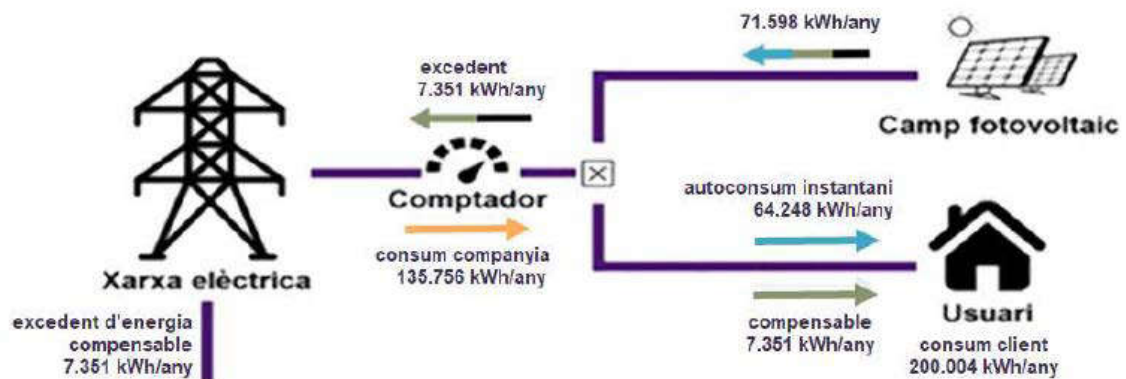 71.598 kWh/any
excedent
7.351 kWh/any
Camp fotovoltaic
Comptador
autoconsum instantani
64.248 kWh/any
consum companyia
135.756 kWh/any
Xarxa elèctrica
Usuari
excedent d'energia
compensable
7.351 kWh/any
compensable
7.351 kWh/any
consum client
200.004 kWh/any